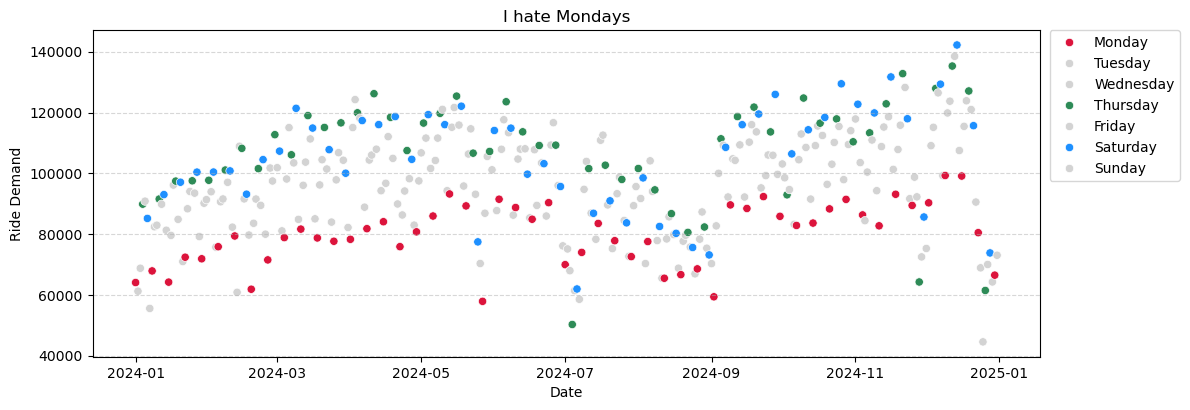 I hate Mondays
140000
120000
100000
80000
60000
40000
Ride Demand
2024-01
2024-03
2024-05
2024-07
2024-09
2024-11
2025-01
Date
Monday
Tuesday
Wednesday
Thursday
Friday
Saturday
Sunday